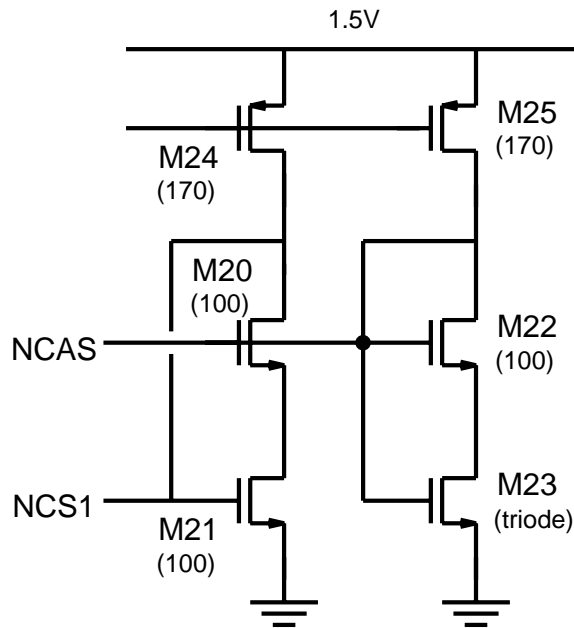 1.5V
M24
(170)
M25
(170)
M20
(100)
NCAS
M22
(100)
NCS1
M21
(100)
M23
(triode)